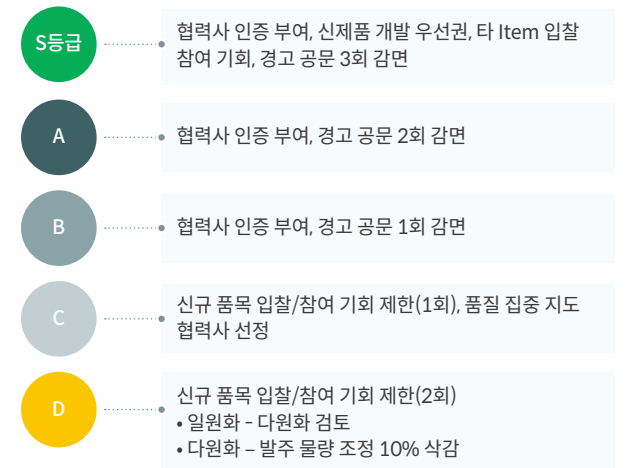 S등급
협력사 인증 부여, 신제품 개발 우선권, 타 Item 입찰
참여 기회, 경고 공문 3회 감면
A
협력사 인증 부여, 경고 공문 2회 감면
B
협력사 인증 부여, 경고 공문 1회 감면
C
신규 품목 입찰/참여 기회 제한(1회), 품질 집중 지도
협력사 선정
D
신규 품목 입찰/참여 기회 제한(2회)
• 일원화 - 다원화 검토
• 다원화 – 발주 물량 조정 10% 삭감